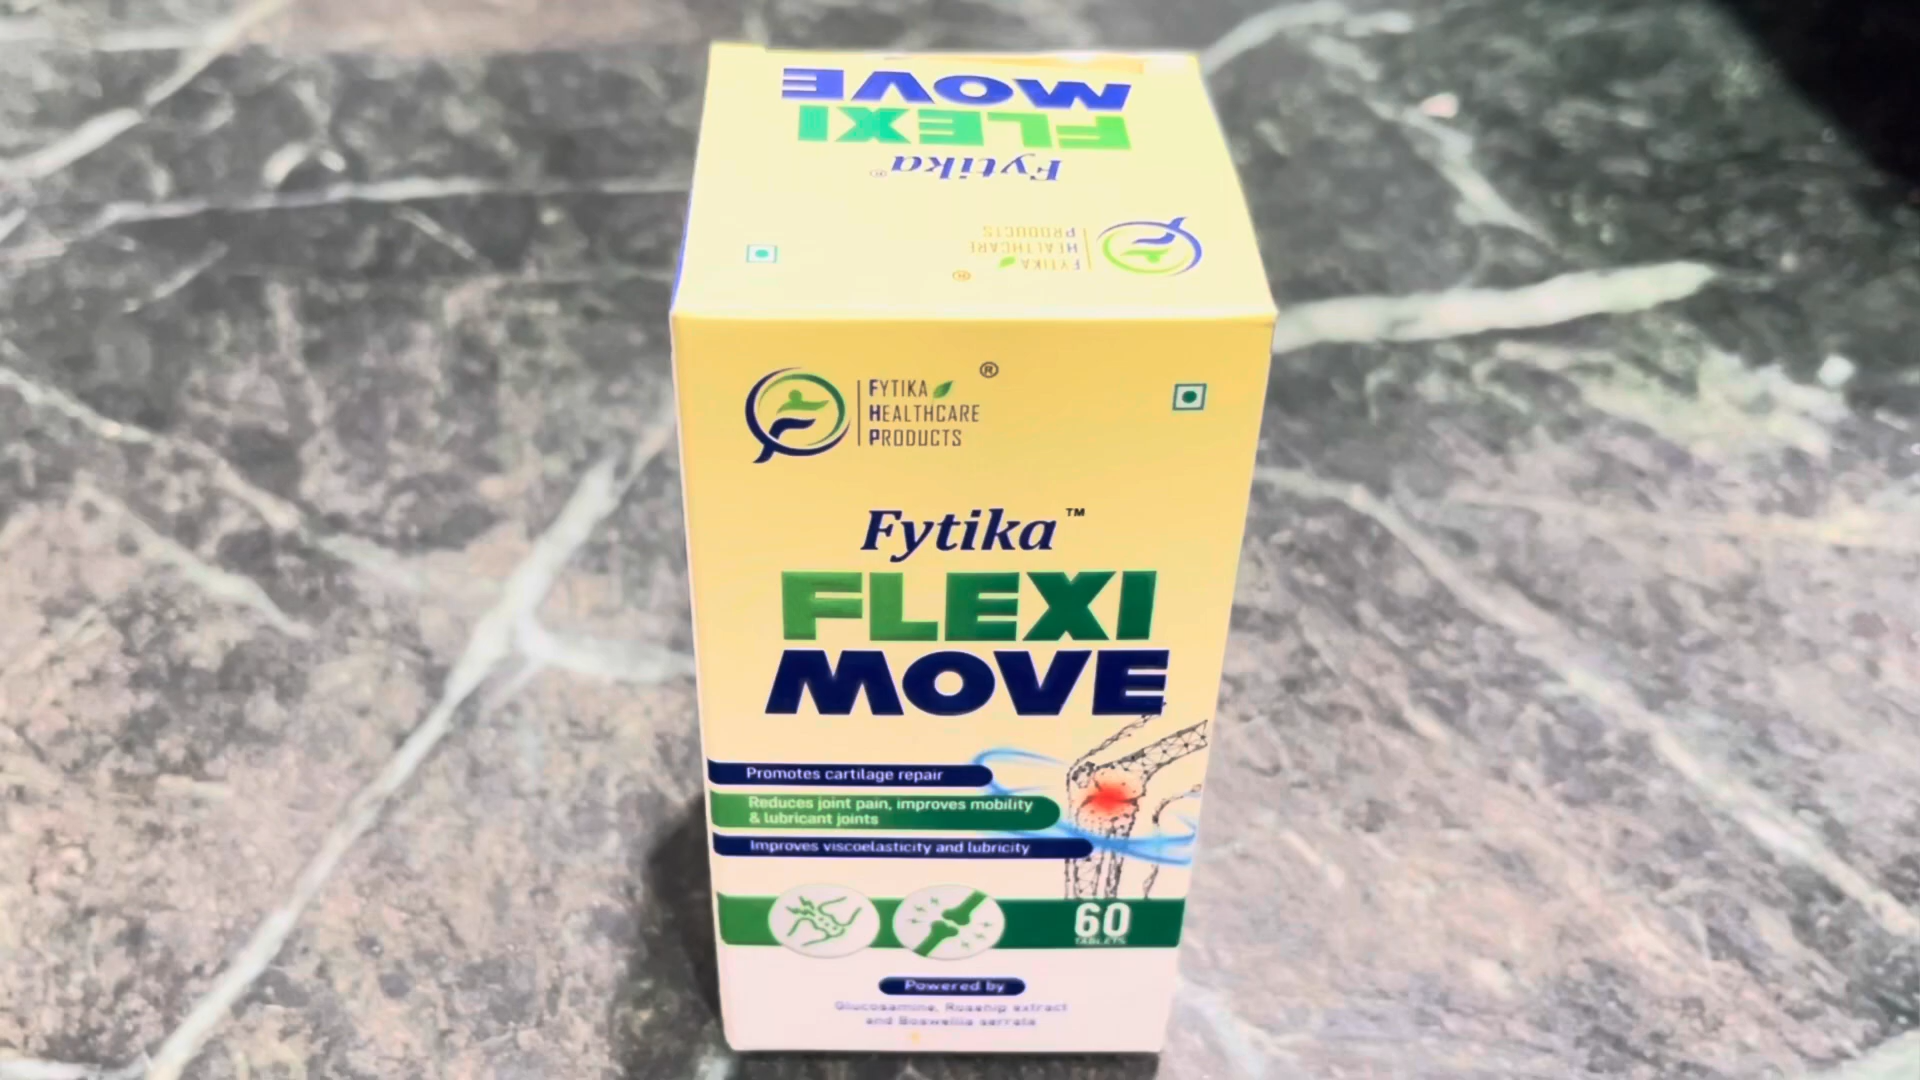 MOVE
FLEXI
Fytika®
FYTIKA
HEALTHCARE
PRODUCTS
®
FYTIKA ®
HEALTHCARE
PRODUCTS
Fytika™
FLEXI
MOVE
Promotes cartilage repair
Reduces joint pain, improves mobility
& lubricant joints
Improves viscoelasticity and lubricity
60
TABLETS
Powered by
Glucosamine, Rosehip extract
and Boswellia serrata